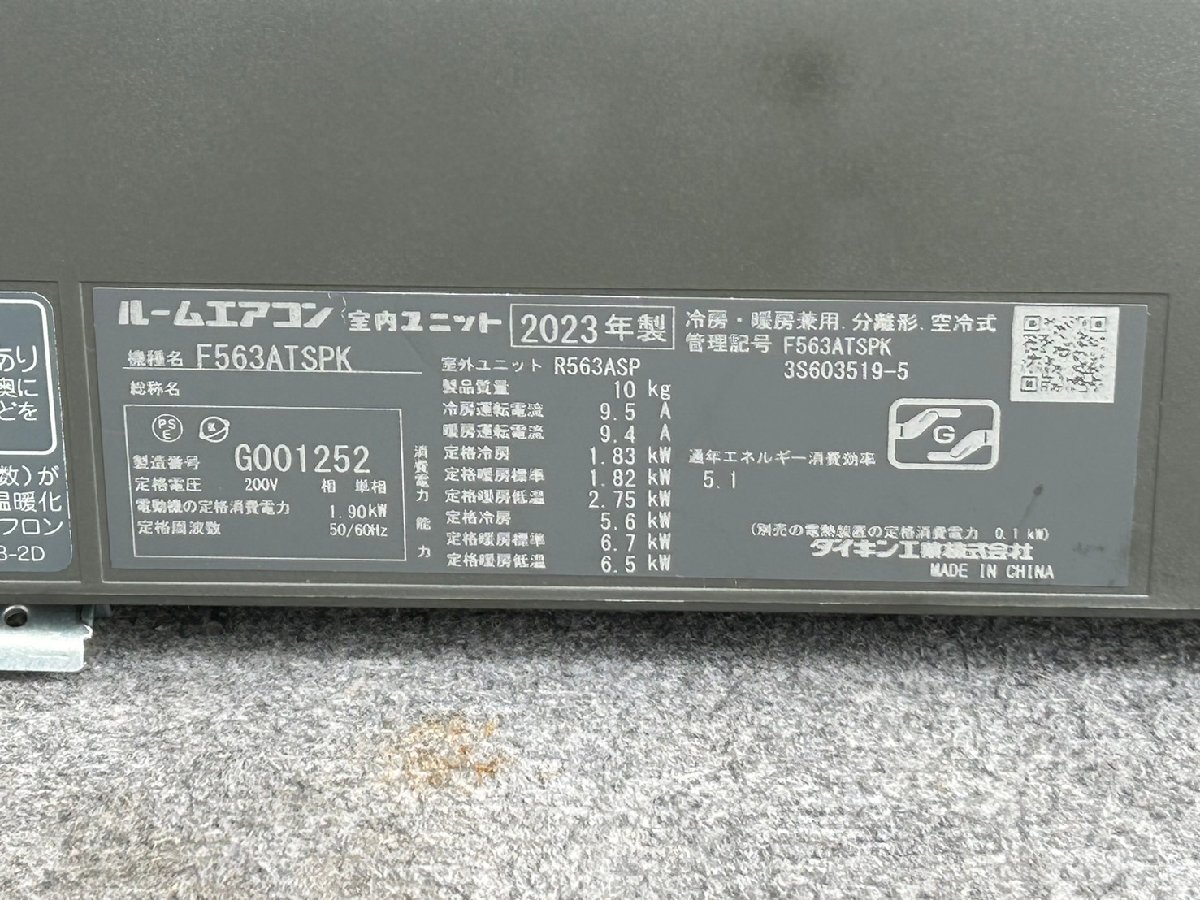 あり
奥に
どを
数)が
温暖化
フロン
3-2D
ルームエアコン 室内ユニット 2023年製
機種名 F563ATSPK
総称名
PS E
製造番号 G001252
定格電圧 200V 相 単相
電動機の定格消費電力 1.90kW
定格周波数 50/60Hz
室外ユニット R563ASP
製品質量 10 kg
冷房運転電流 9.5 A
暖房運転電流 9.4 A
消費電力
定格冷房 1.83 kW
定格暖房標準 1.82 kW
定格暖房低温 2.75 kW
能力
定格冷房 5.6 kW
定格暖房標準 6.7 kW
定格暖房低温 6.5 kW
冷房・暖房兼用.分離形.空冷式
管理記号 F563ATSPK
3S603519-5
G
通年エネルギー消費効率
5.1
(別売の電熱装置の定格消費電力 0.1 kW)
ダイキン工業株式会社
MADE IN CHINA